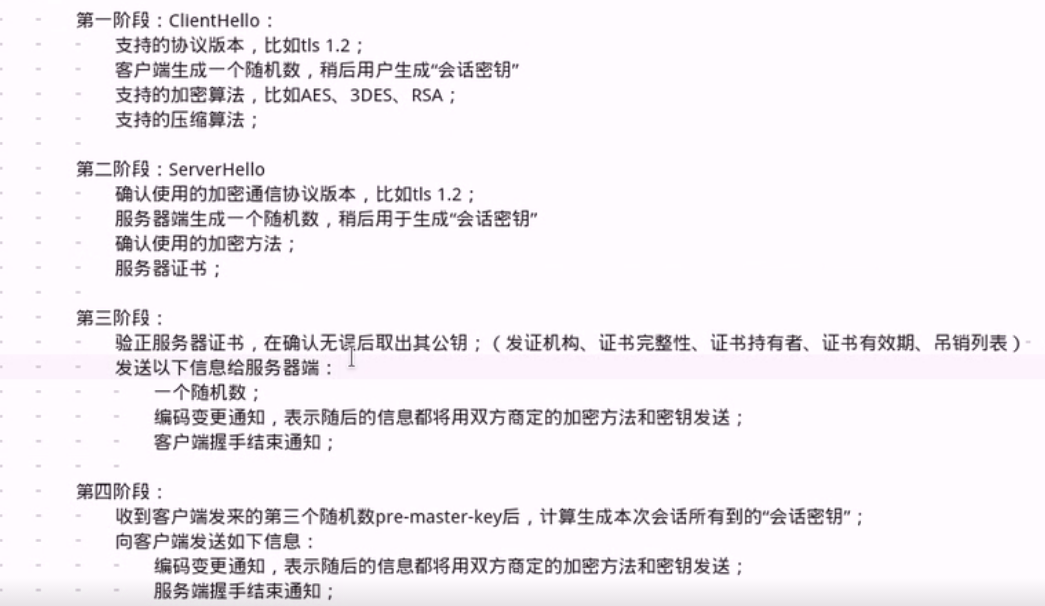 第一阶段：ClientHello：
支持的协议版本，比如tls 1.2；
客户端生成一个随机数，稍后用户生成“会话密钥”
支持的加密算法，比如AES、3DES、RSA；
支持的压缩算法；
第二阶段：ServerHello
确认使用的加密通信协议版本，比如tls 1.2；
服务器端生成一个随机数，稍后用于生成“会话密钥”
确认使用的加密方法；
服务器证书；
第三阶段：
验正服务器证书，在确认无误后取出其公钥；（发证机构、证书完整性、证书持有者、证书有效期、吊销列表）
发送以下信息给服务器端：
一个随机数；
编码变更通知，表示随后的信息都将用双方商定的加密方法和密钥发送；
客户端握手结束通知；
第四阶段：
收到客户端发来的第三个随机数pre-master-key后，计算生成本次会话所有到的“会话密钥”；
向客户端发送如下信息：
编码变更通知，表示随后的信息都将用双方商定的加密方法和密钥发送；
服务端握手结束通知；